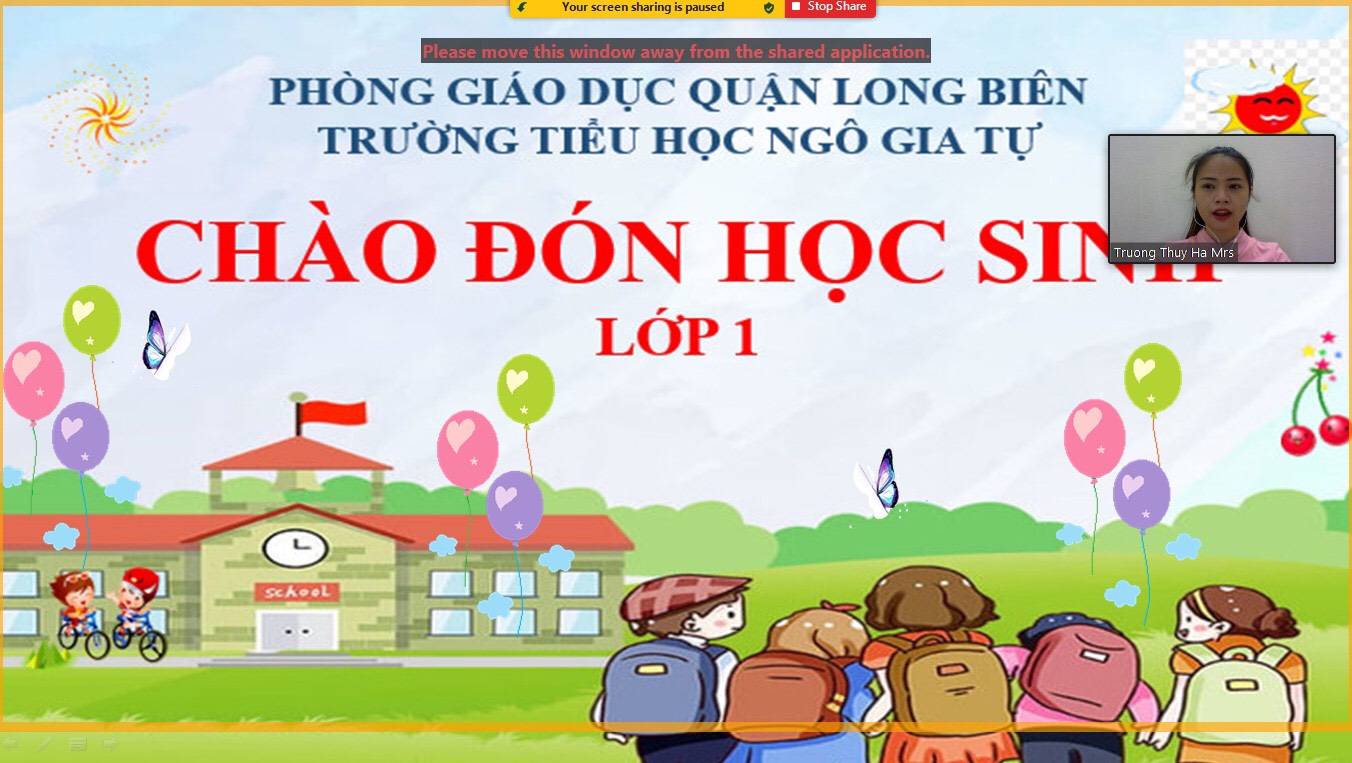 Your screen sharing is paused
Stop Share
Please move this window away from the shared application.
PHÒNG GIÁO DỤC QUẬN LONG BIÊN
TRƯỜNG TIỂU HỌC NGÔ GIA TỰ
CHÀO ĐÓN HỌC SINH
Truong Thuy Ha Mrs
LỚP 1
SCHOOL